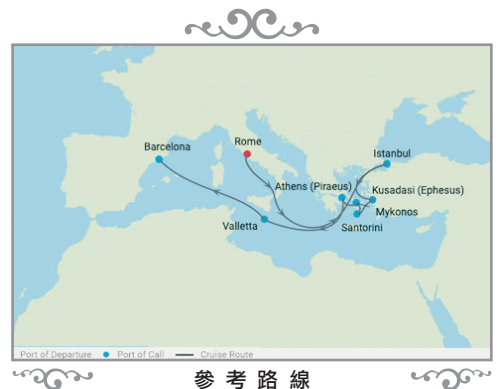 Barcelona
Rome
Istanbul
Athens (Piraeus)
Kusadasi (Ephesus)
Mykonos
Valletta
Santorini
Port of Departure Port of Call Cruise Route
參考路線